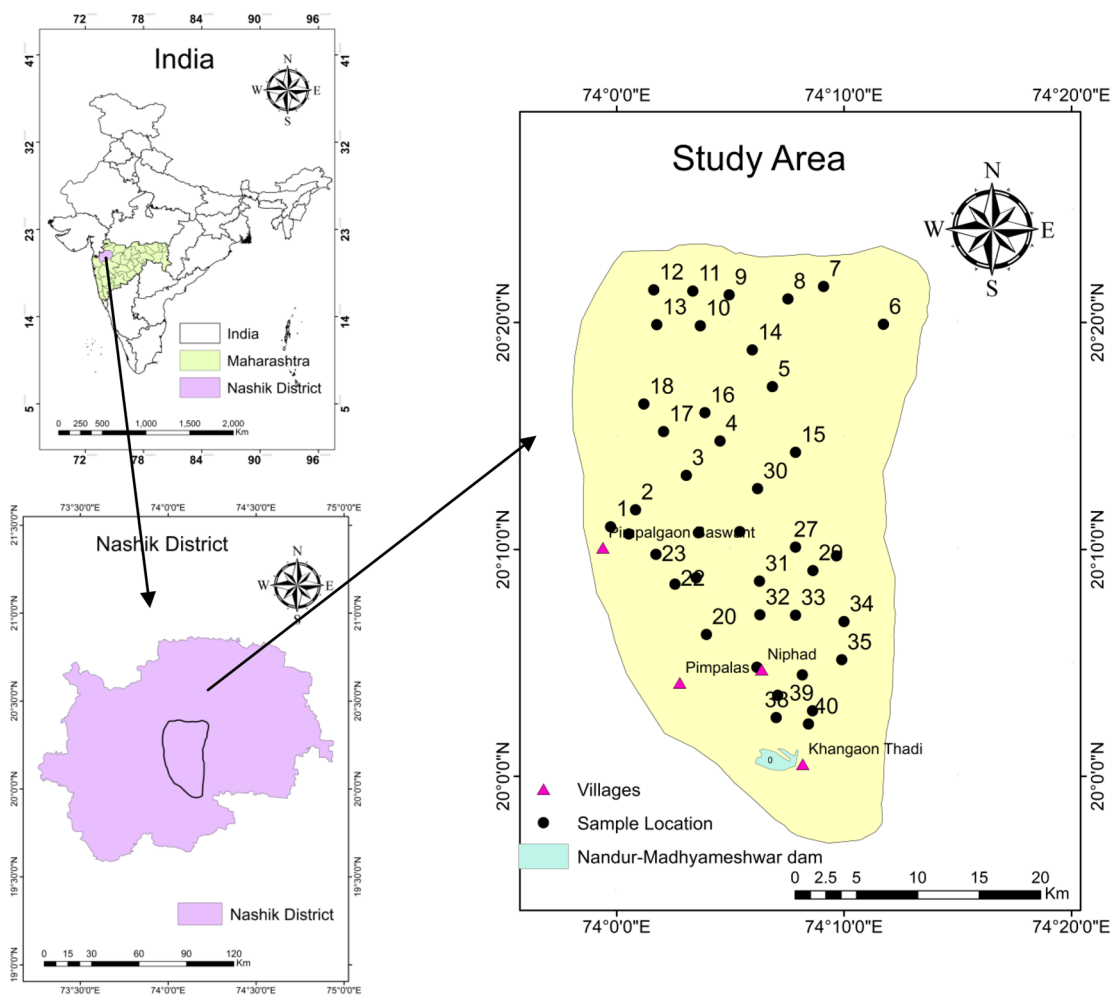 72 78 84 90 96
India
N
W E
S
41
41
32
32
23
23
14
14
5
5
India
Maharashtra
Nashik District
0 250 500 1,000 1,500 2,000
Km
72 78 84 90 96
73°30'0"E 74°0'0"E 74°30'0"E 75°0'0"E
Nashik District
N
W E
S
21°30'0"N
21°30'0"N
21°0'0"N
21°0'0"N
20°30'0"N
20°30'0"N
20°0'0"N
20°0'0"N
19°30'0"N
19°30'0"N
19°0'0"N
19°0'0"N
Nashik District
0 15 30 60 90 120
Km
73°30'0"E 74°0'0"E 74°30'0"E 75°0'0"E
74°0'0"E 74°10'0"E 74°20'0"E
Study Area
N
W E
S
20°20'0"N
20°20'0"N
20°10'0"N
20°10'0"N
20°0'0"N
20°0'0"N
12 11 9 8 7
13 10 6
14
5
18 16
17 4
15
3 30
2
1
Pimpalgaon Baswant
27
23 31 29
22
32 33 34
20
35
Pimpalas Niphad
39
38 40
Khangaon Thadi
0
Villages
Sample Location
Nandur-Madhyameshwar dam
0 2.5 5 10 15 20
Km
74°0'0"E 74°10'0"E 74°20'0"E